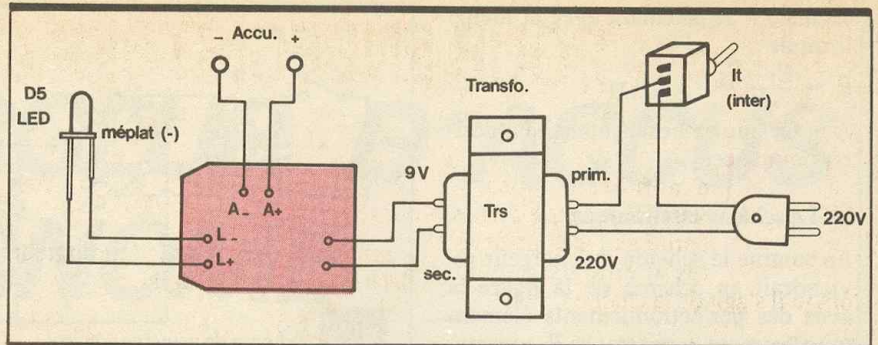 - Accu. +
D5
LED
méplat (-)
Transfo.
It
(inter)
9V
prim.
A- A+
Trs
L-
L+
sec.
220V
220V